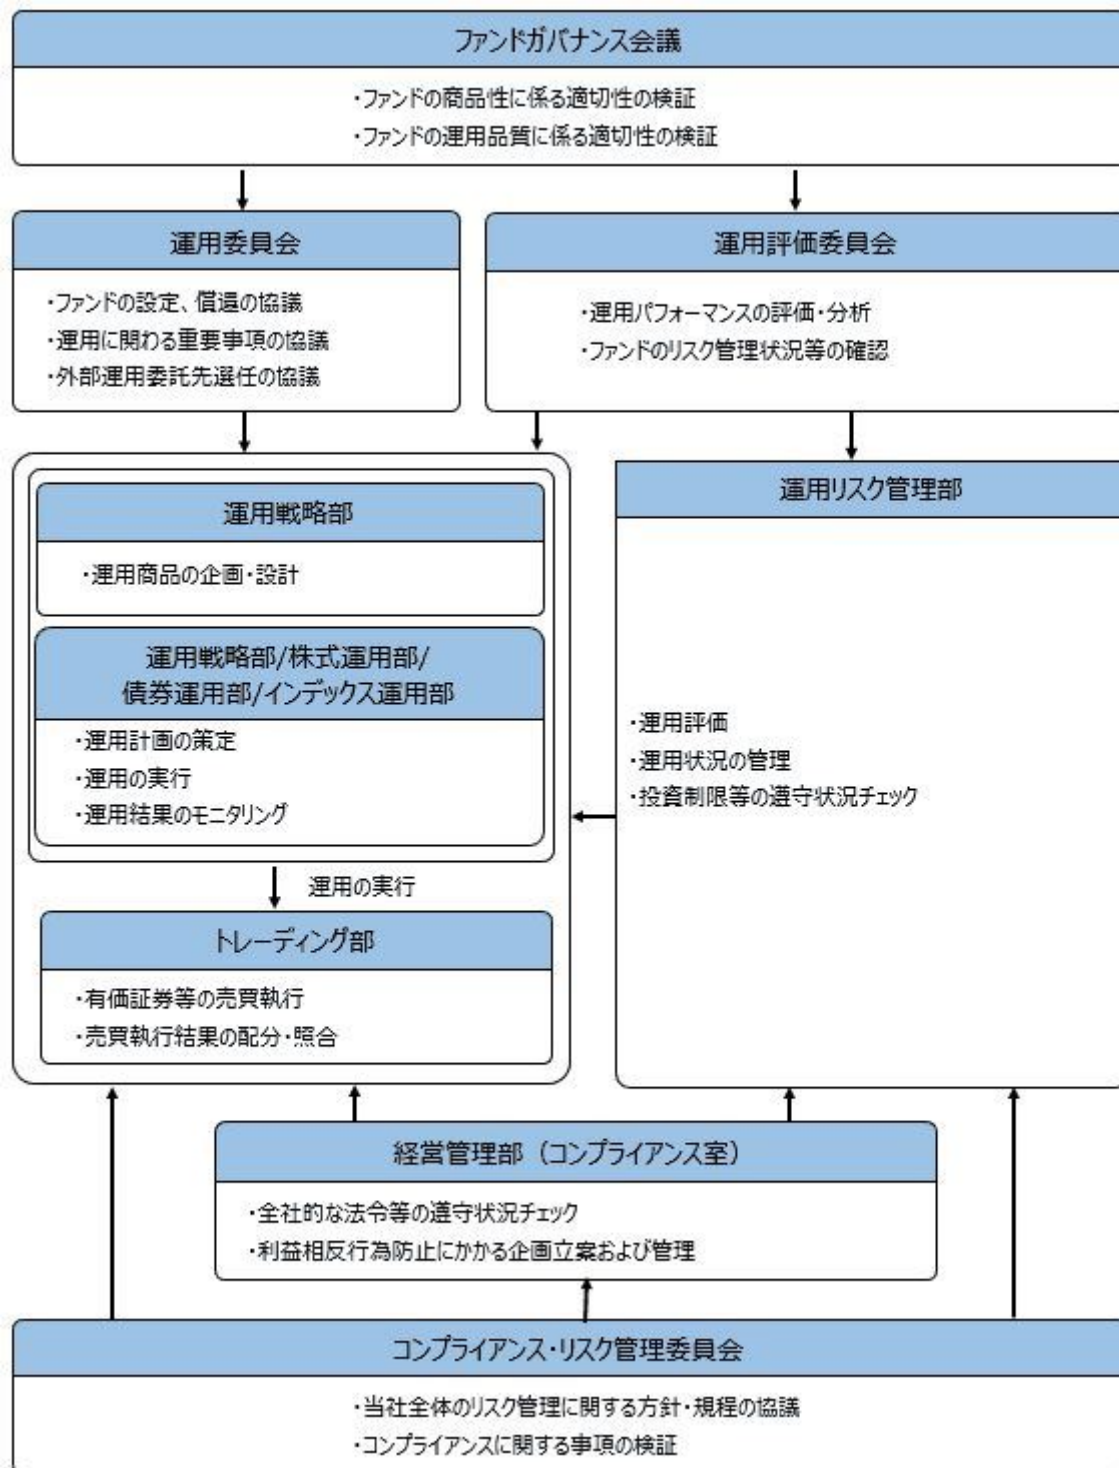 ファンドガバナンス会議
・ファンドの商品性に係る適切性の検証
・ファンドの運用品質に係る適切性の検証
運用委員会
・ファンドの設定、償還の協議
・運用に関わる重要事項の協議
・外部運用委託先選任の協議
運用評価委員会
・運用パフォーマンスの評価・分析
・ファンドのリスク管理状況等の確認
運用戦略部
・運用商品の企画・設計
運用戦略部/株式運用部/
債券運用部/インデックス運用部
・運用計画の策定
・運用の実行
・運用結果のモニタリング
運用の実行
トレーディング部
・有価証券等の売買執行
・売買執行結果の配分・照合
運用リスク管理部
・運用評価
・運用状況の管理
・投資制限等の遵守状況チェック
経営管理部（コンプライアンス室）
・全社的な法令等の遵守状況チェック
・利益相反行為防止にかかる企画立案および管理
コンプライアンス・リスク管理委員会
・当社全体のリスク管理に関する方針・規程の協議
・コンプライアンスに関する事項の検証